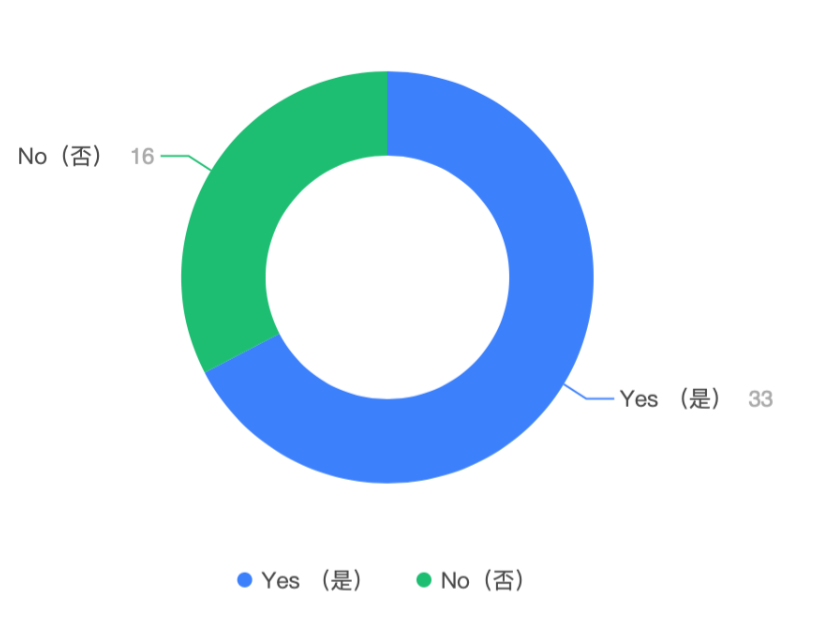 No（否） 16
Yes （是） 33
Yes （是） No（否）